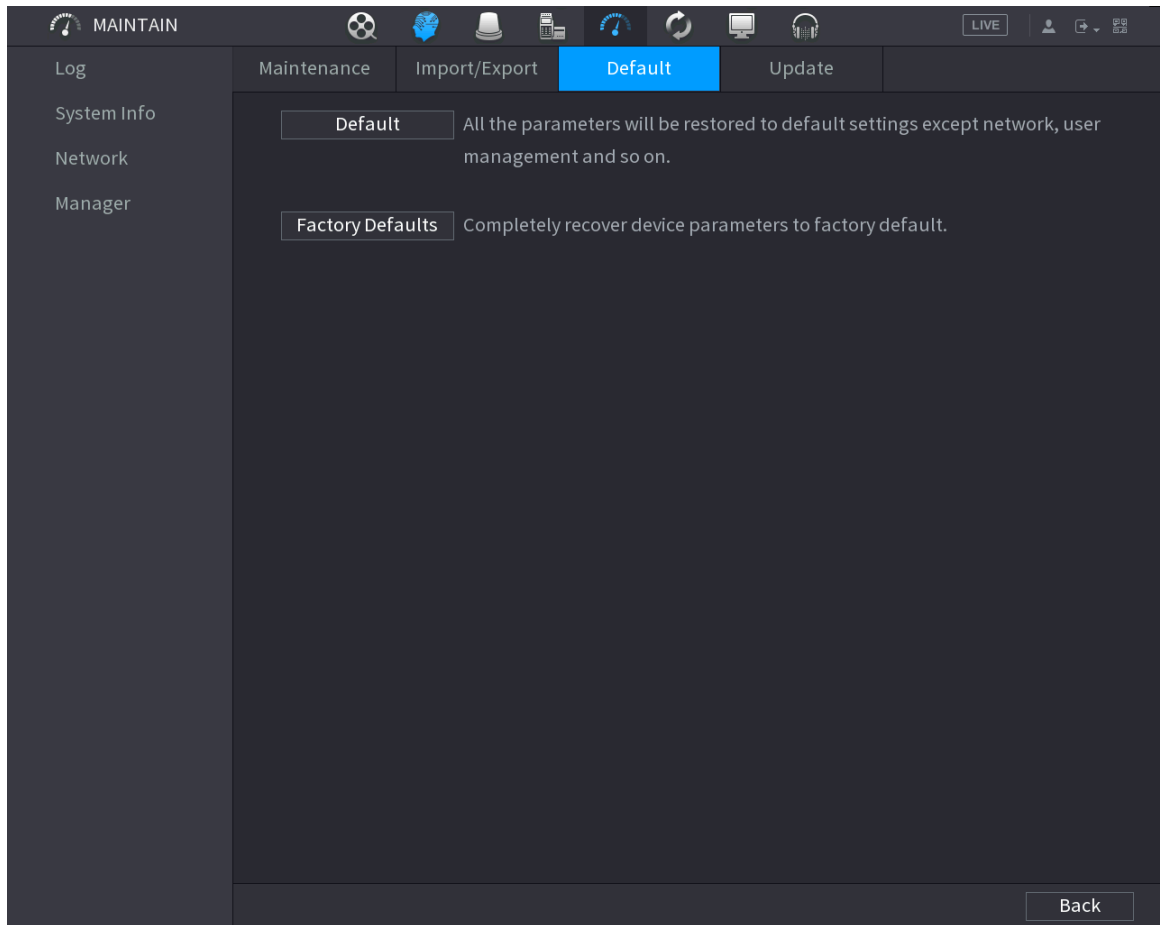 MAINTAIN
LIVE
Log
System Info
Network
Manager
Maintenance Import/Export Default Update
Default All the parameters will be restored to default settings except network, user
management and so on.
Factory Defaults Completely recover device parameters to factory default.
Back